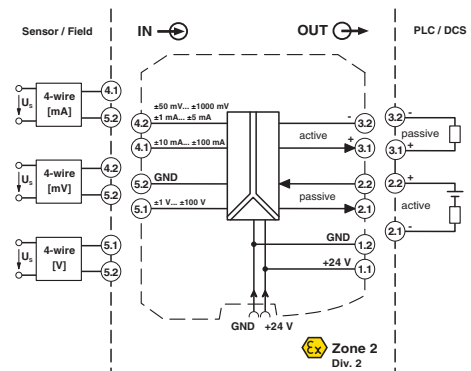 Sensor / Field
IN
OUT
PLC / DCS
4-wire
[mA]
Us
4.1
5.2
4-wire
[mV]
Us
4.2
5.2
4-wire
[V]
Us
5.1
5.2
±50 mV... ±1000 mV
4.2 ±1 mA... ±5 mA
4.1 ±10 mA... ±100 mA
5.2 GND
5.1 ±1 V... ±100 V
- 3.2
active
+ 3.1
2.2
passive
2.1
GND 1.2
+24 V 1.1
GND +24 V
3.2 -
passive
3.1 +
2.2 +
active
2.1 -
Ex Zone 2
Div. 2